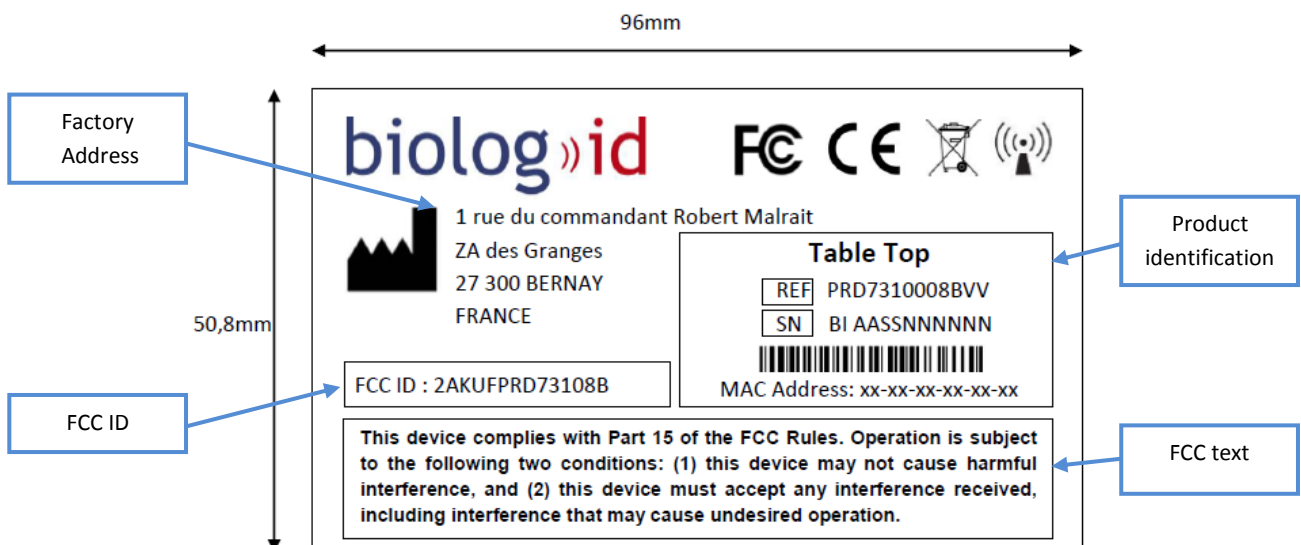 96mm
Factory
Address
biolog id
FC CE
1 rue du commandant Robert Malrait
ZA des Granges
27 300 BERNAY
FRANCE
Product
identification
Table Top
REF PRD7310008BVV
SN BI AASSNNNNNN
MAC Address: xx-xx-xx-xx-xx-xx
50,8mm
FCC ID : 2AKUFPRD73108B
FCC ID
This device complies with Part 15 of the FCC Rules. Operation is subject
to the following two conditions: (1) this device may not cause harmful
interference, and (2) this device must accept any interference received,
including interference that may cause undesired operation.
FCC text